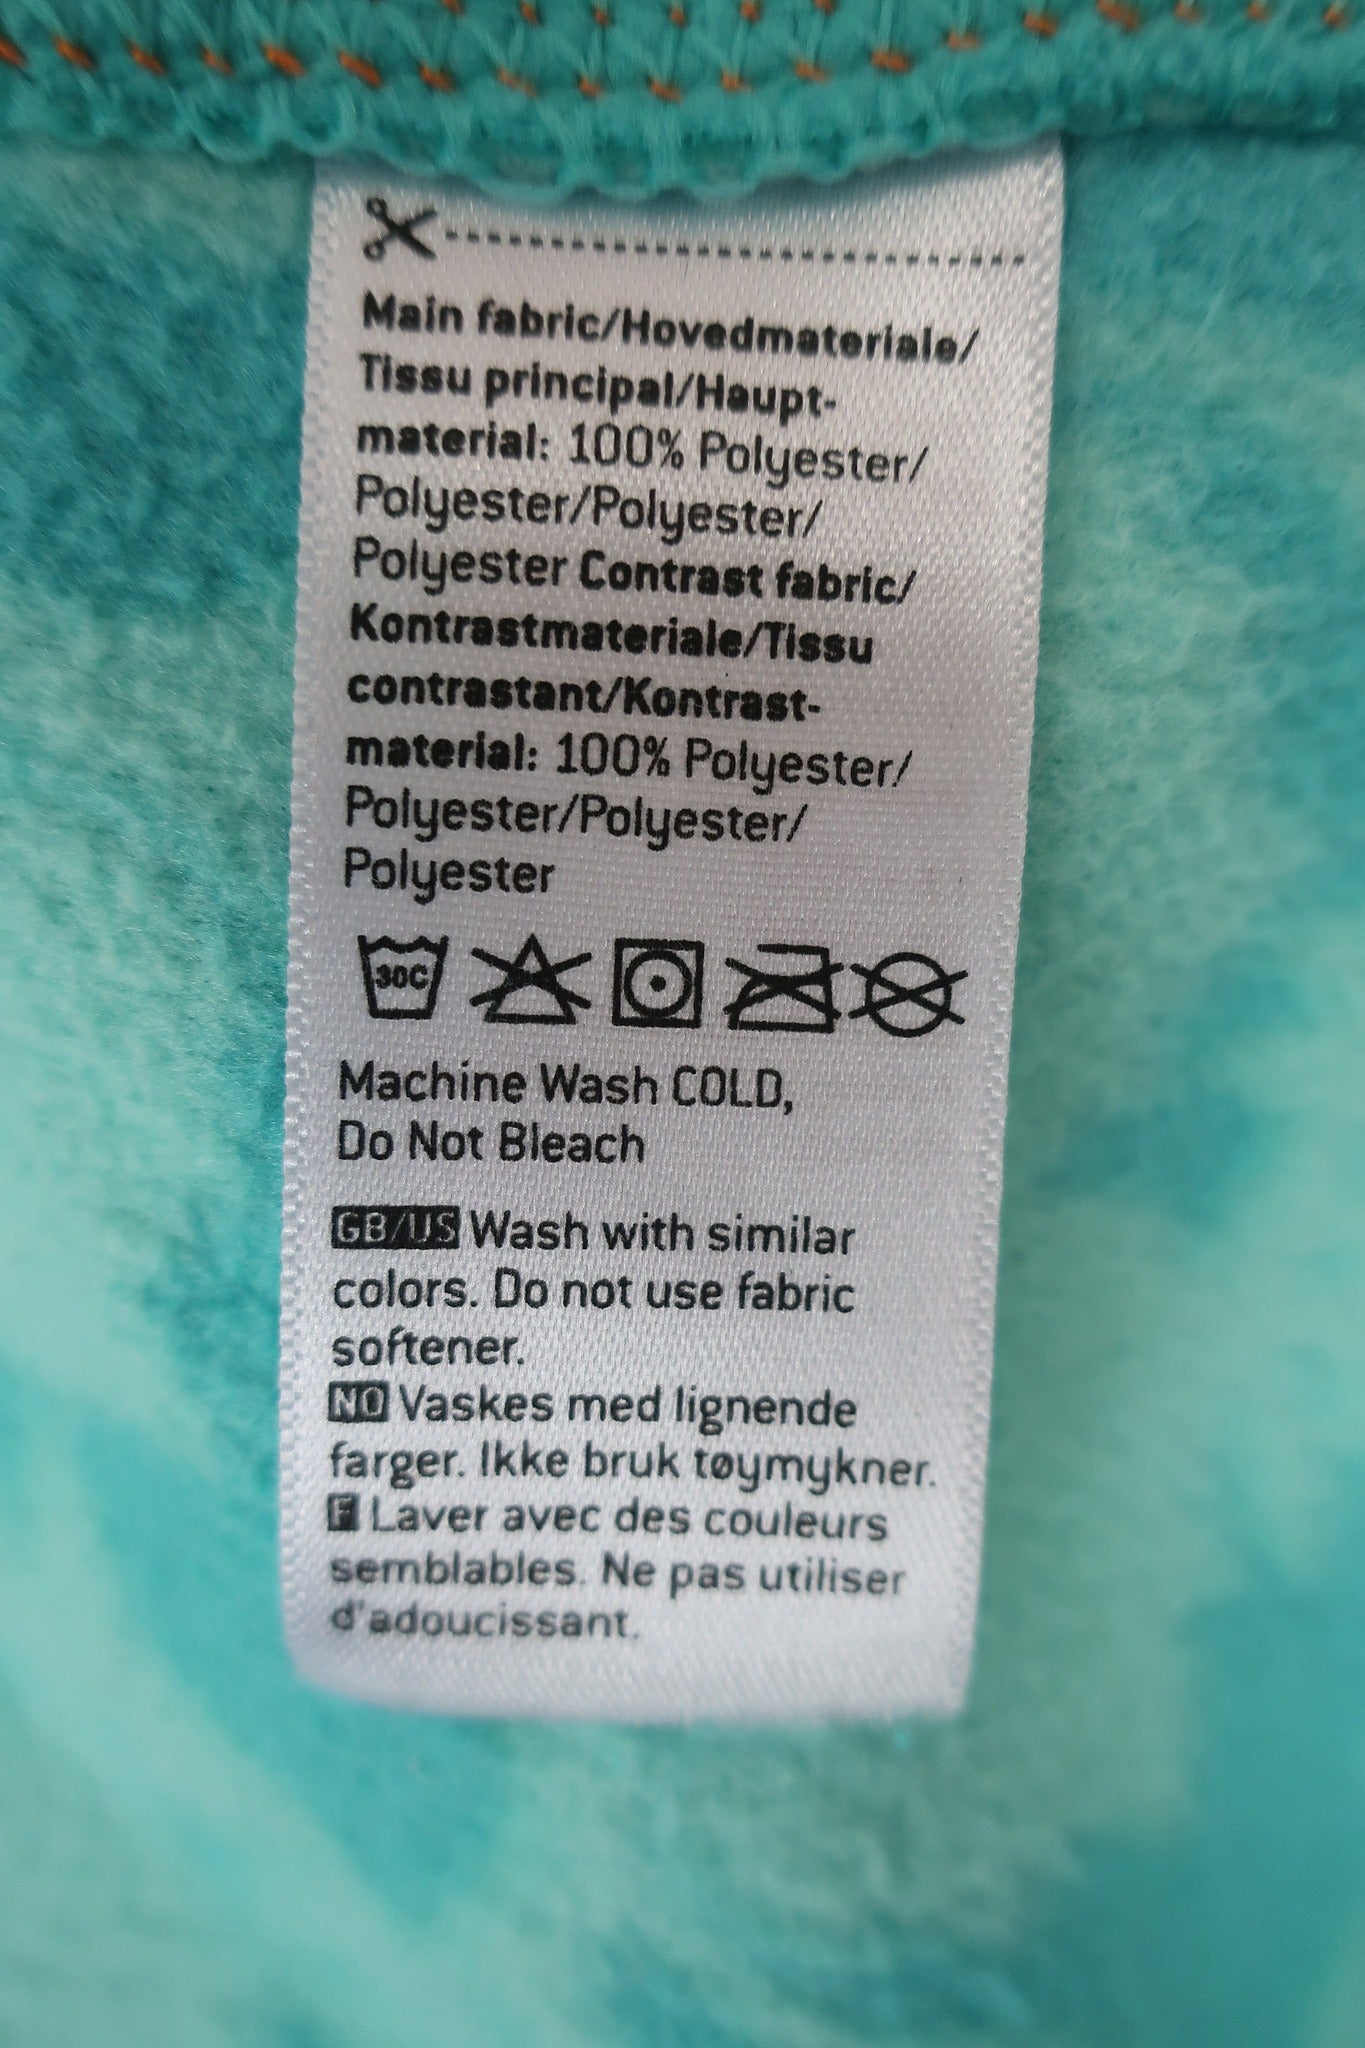 Main fabric/Hovedmateriale/
Tissu principal/Haupt-
material: 100% Polyester/
Polyester/Polyester/
Polyester Contrast fabric/
Kontrastmateriale/Tissu
contrastant/Kontrast-
material: 100% Polyester/
Polyester/Polyester/
Polyester
30C
Machine Wash COLD,
Do Not Bleach
GB/US Wash with similar
colors. Do not use fabric
softener.
NO Vaskes med lignende
farger. Ikke bruk tøymykner.
F Laver avec des couleurs
semblables. Ne pas utiliser
d'adoucissant.